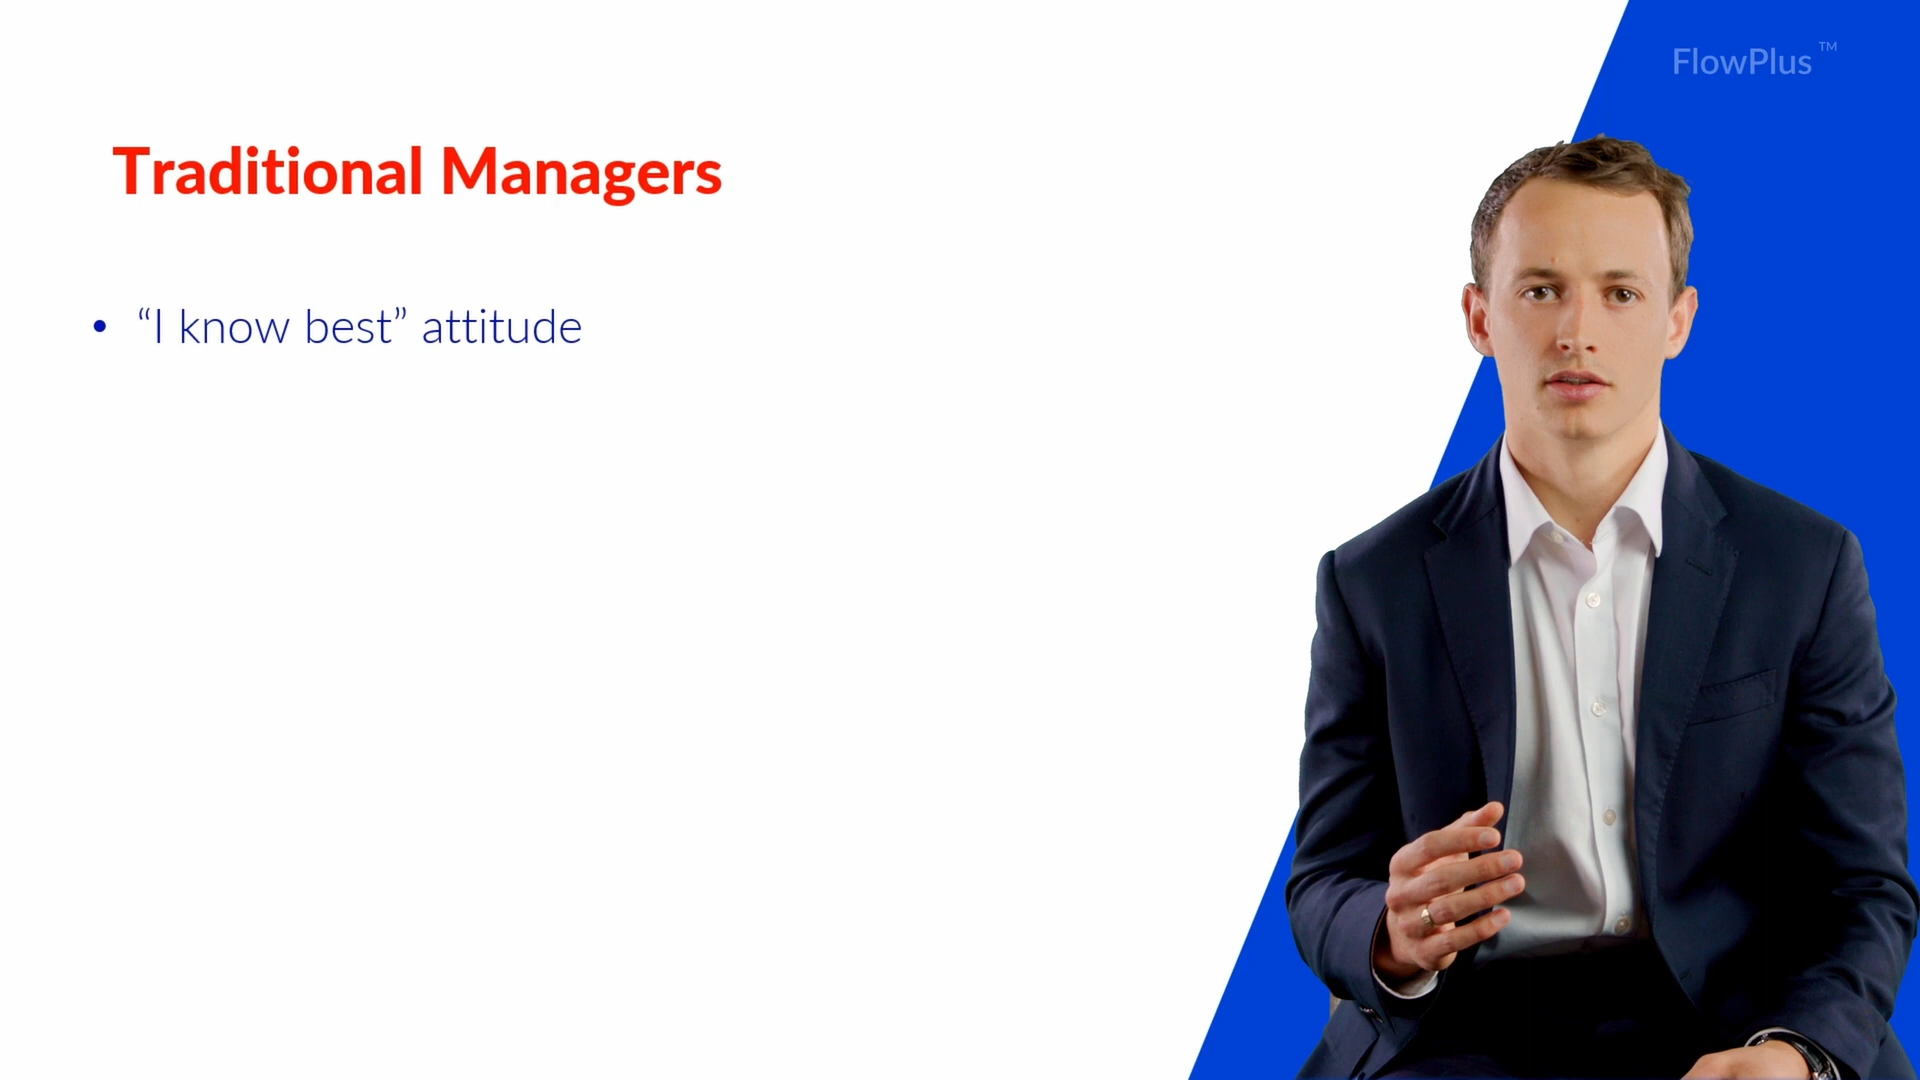 FlowPlus™
Traditional Managers
• “I know best” attitude